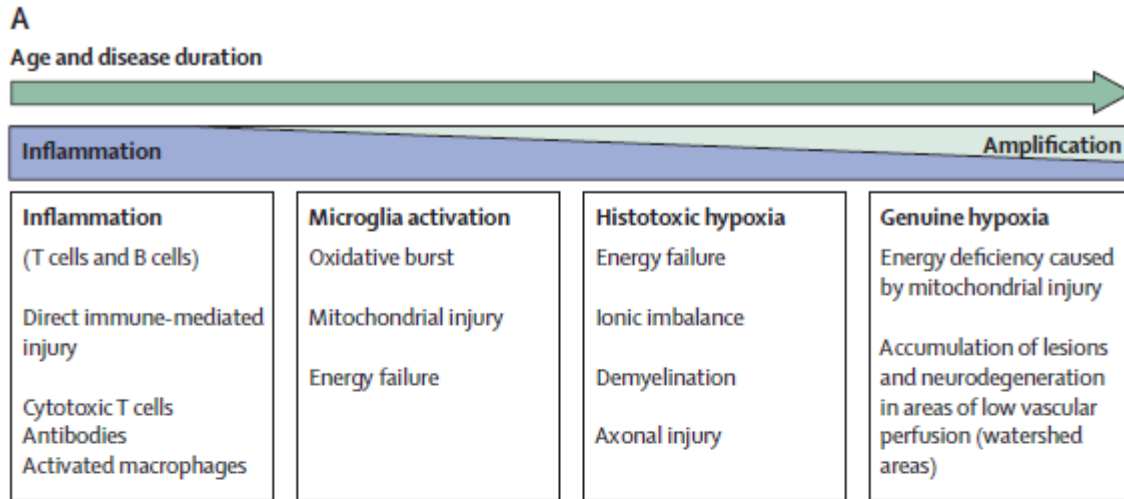 A
Age and disease duration
Inflammation
Amplification
Inflammation
(T cells and B cells)
Direct immune-mediated
injury
Cytotoxic T cells
Antibodies
Activated macrophages
Microglia activation
Oxidative burst
Mitochondrial injury
Energy failure
Histotoxic hypoxia
Energy failure
Ionic imbalance
Demyelination
Axonal injury
Genuine hypoxia
Energy deficiency caused
by mitochondrial injury
Accumulation of lesions
and neurodegeneration
in areas of low vascular
perfusion (watershed
areas)